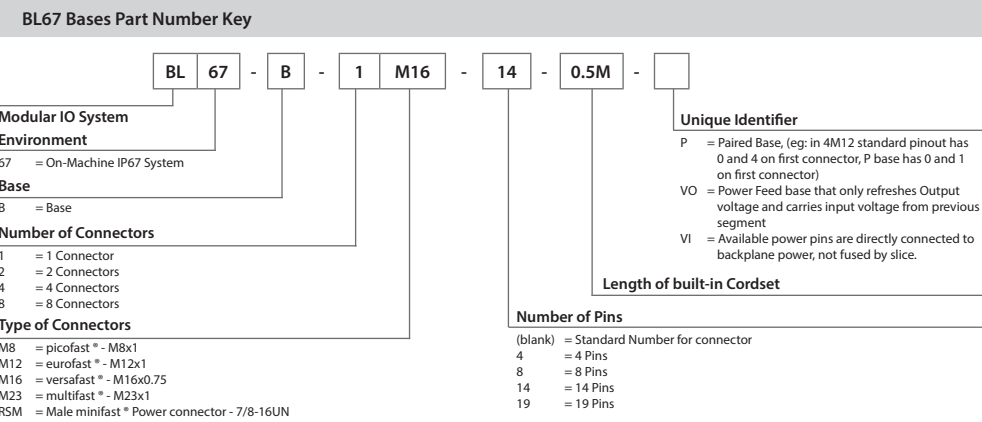 BL67 Bases Part Number Key
BL 67 - B - 1 M16 - 14 - 0.5M -
Modular IO System
Environment
67 = On-Machine IP67 System
Base
B = Base
Number of Connectors
1 = 1 Connector
2 = 2 Connectors
4 = 4 Connectors
8 = 8 Connectors
Type of Connectors
M8 = picofast ® - M8x1
M12 = eurofast ® - M12x1
M16 = versafast ® - M16x0.75
M23 = multifast ® - M23x1
RSM = Male minifast ® Power connector - 7/8-16UN
Unique Identifier
P = Paired Base, (eg: in 4M12 standard pinout has
0 and 4 on first connector, P base has 0 and 1
on first connector)
VO = Power Feed base that only refreshes Output
voltage and carries input voltage from previous
segment
VI = Available power pins are directly connected to
backplane power, not fused by slice.
Length of built-in Cordset
Number of Pins
(blank) = Standard Number for connector
4 = 4 Pins
8 = 8 Pins
14 = 14 Pins
19 = 19 Pins